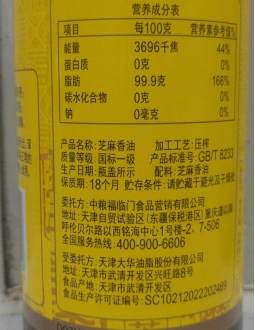 营养成分表
项目 每100克 营养素参考值%
能量 3696千焦 44%
蛋白质 0克 0%
脂肪 99.9克 166%
碳水化合物 0克 0%
钠 0毫克 0%
产品名称：芝麻香油 加工工艺：压榨
质量等级：国标一级 产品标准号：GB/T 8233
生产日期：瓶盖所示 配料：芝麻香油
保质期：18个月 贮存条件：请贮藏于避光及干燥处
委托方：中粮福临门食品营销有限公司
地址：天津自贸试验区(东疆保税港区)重庆道以南
呼伦贝尔路以西铭海中心1号楼-2、7-506
全国服务热线：400-900-6606
受委托方：天津大华油脂股份有限公司
地址：天津市武清开发区兴旺路8号
食品产地：天津市武清开发区
食品生产许可证编号：SC10212022202469